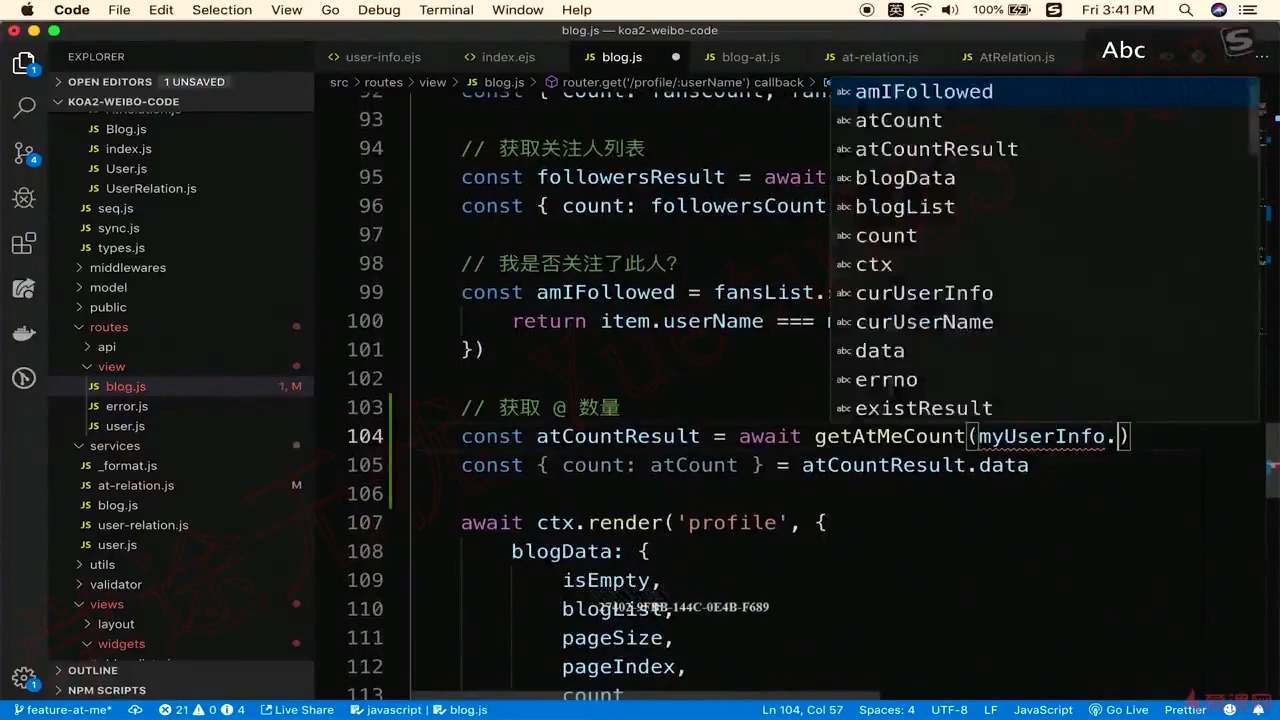 Code File Edit Selection View Go Debug Terminal Window Help 英 100% Fri 3:41 PM
blog.js — koa2-weibo-code
EXPLORER
user-info.ejs index.ejs blog.js blog-at.js at-relation.js AtRelation.js
Abc
OPEN EDITORS 1 UNSAVED
src › routes › view › blog.js › router.get('/profile/:userName') callback
KOA2-WEIBO-CODE
Blog.js
index.js
User.js
UserRelation.js
seq.js
sync.js
types.js
middlewares
model
public
routes
api
view
blog.js 1, M
error.js
user.js
services
_format.js
at-relation.js M
blog.js
user-relation.js
user.js
utils
validator
views
layout
widgets
OUTLINE
NPM SCRIPTS
93
94 // 获取关注人列表
95 const followersResult = await
96 const { count: followersCount
97
98 // 我是否关注了此人?
99 const amIFollowed = fansList.
100 return item.userName ===
101 })
102
103 // 获取 @ 数量
104 const atCountResult = await getAtMeCount(myUserInfo.)
105 const { count: atCount } = atCountResult.data
106
107 await ctx.render('profile', {
108 blogData: {
109 isEmpty,
110 blogList,
111 pageSize,
112 pageIndex,
113 count
amIFollowed
atCount
atCountResult
blogData
blogList
count
ctx
curUserInfo
curUserName
data
errno
existResult
feature-at-me* 21 0 4 Live Share javascript | blog.js Ln 104, Col 57 Spaces: 4 UTF-8 LF JavaScript Go Live Prettier